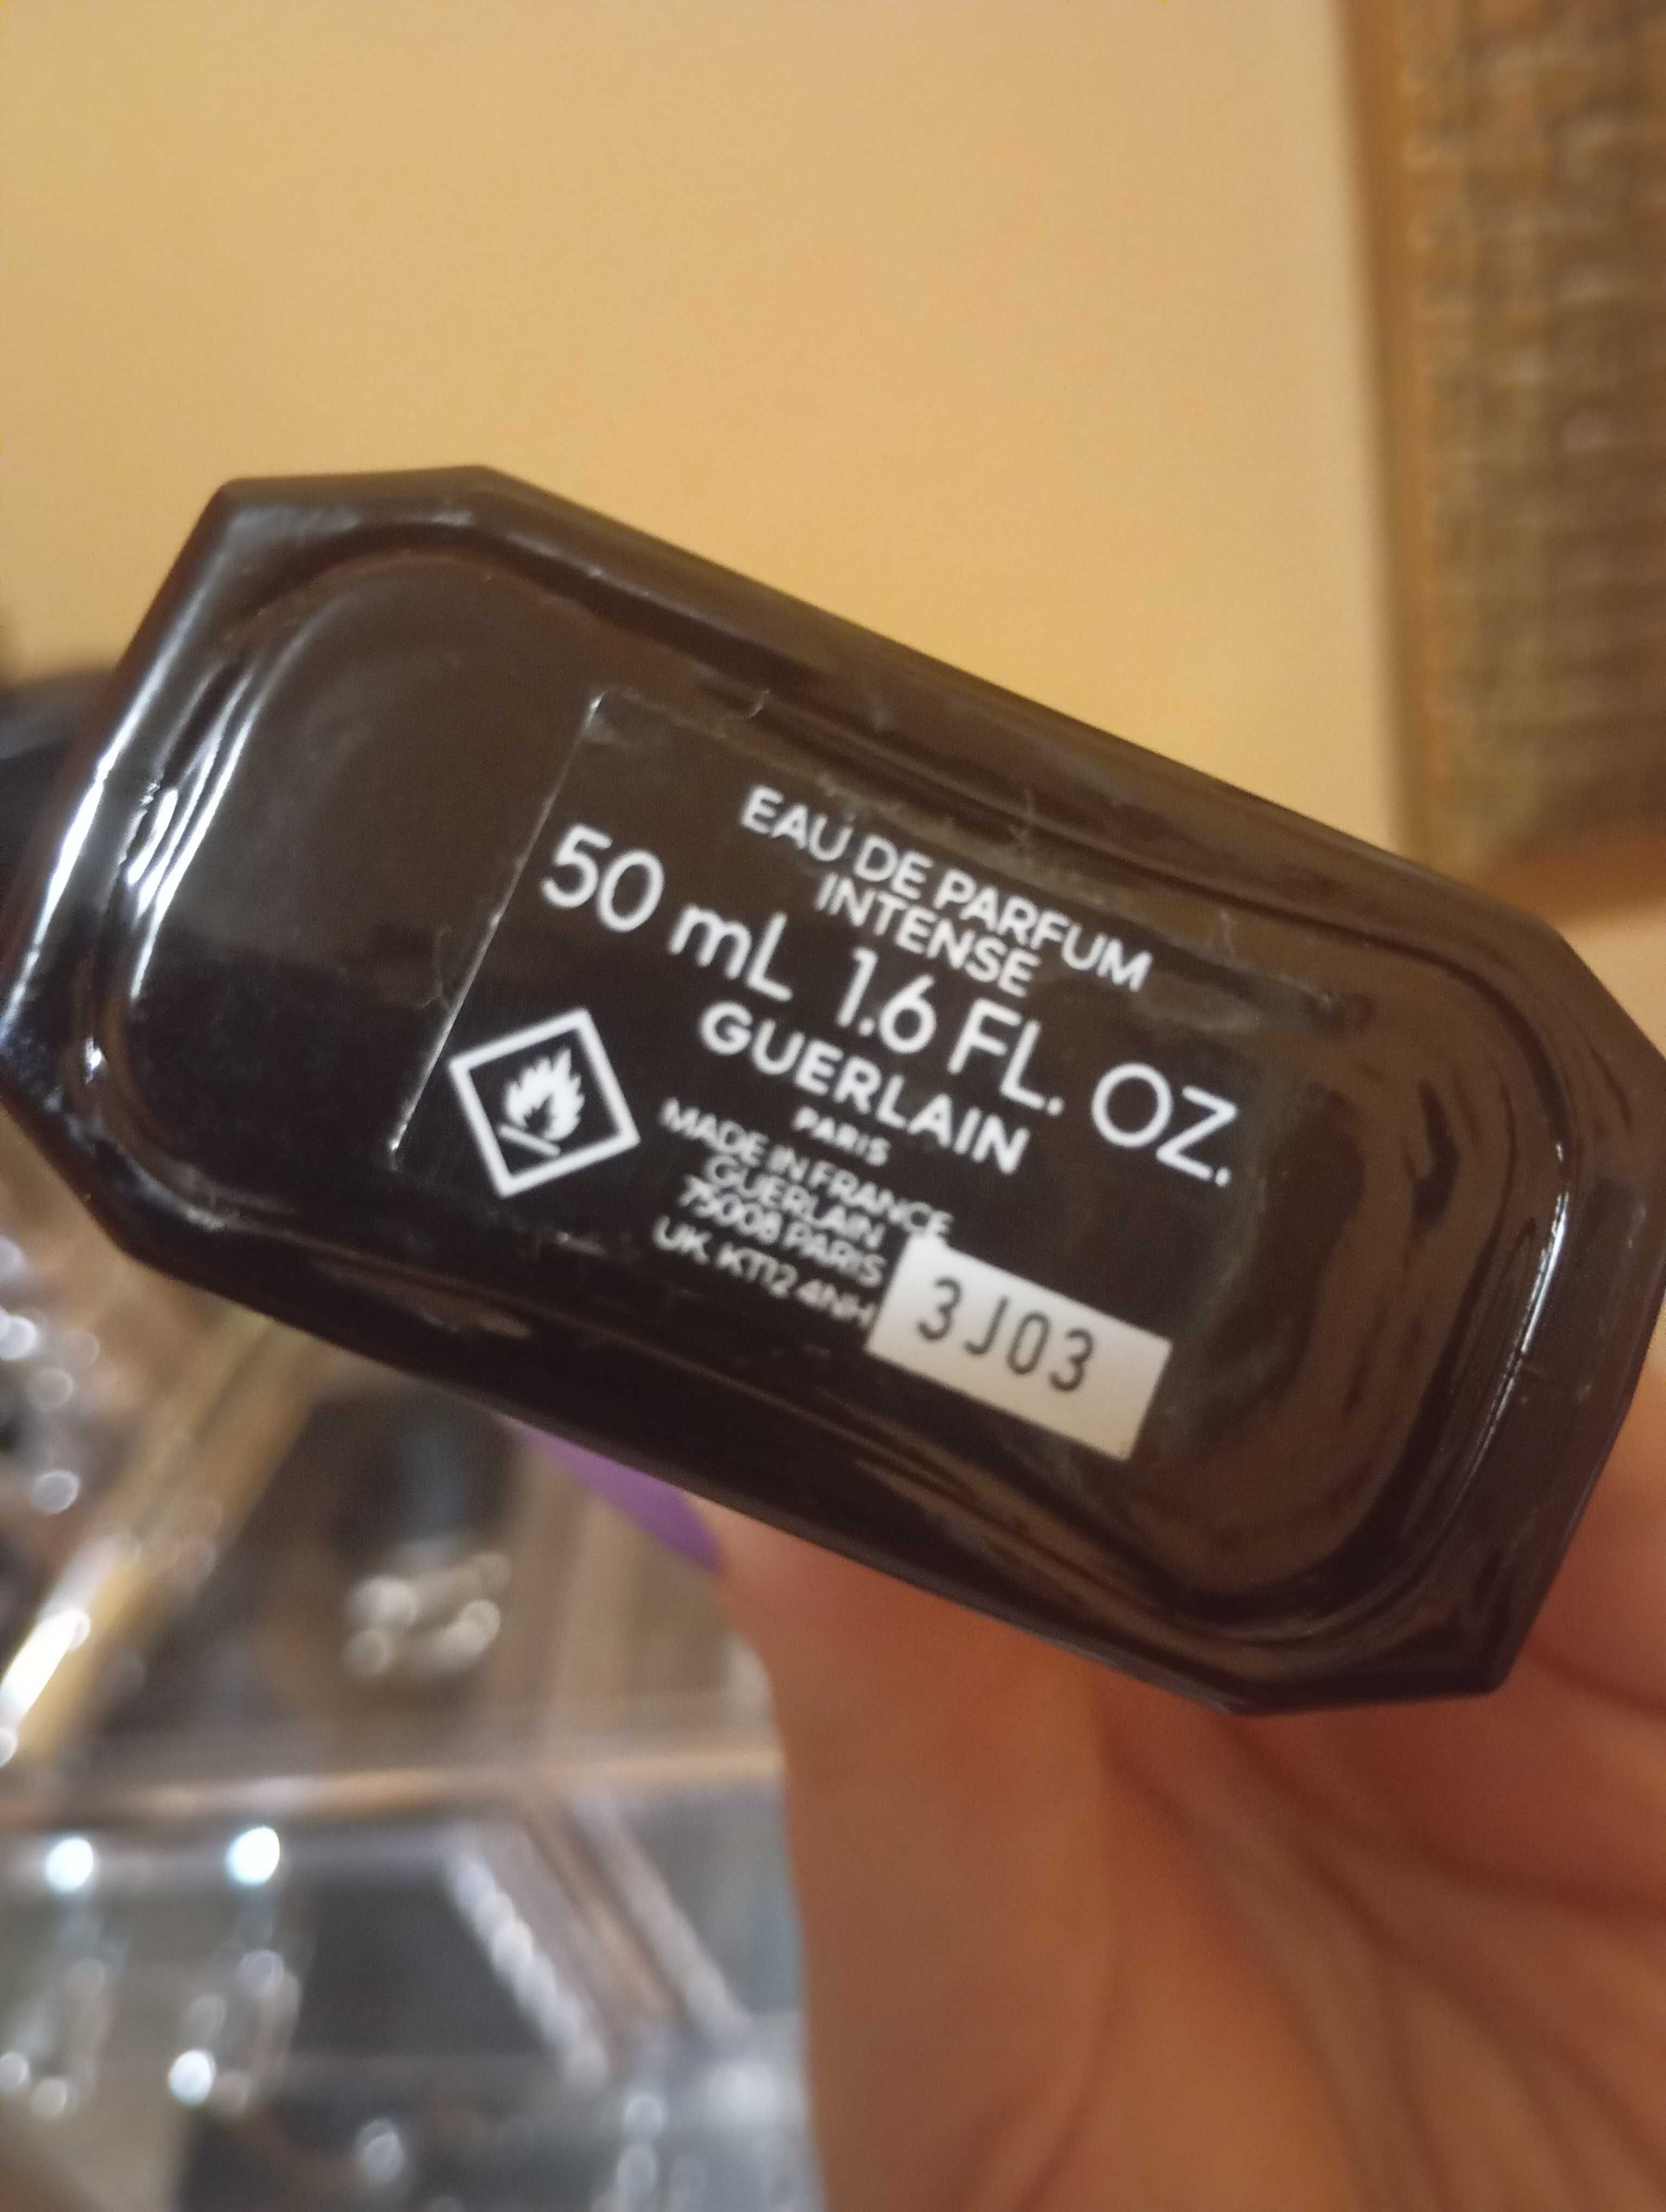 EAU DE PARFUM
INTENSE
50 mL 1.6 FL. OZ.
GUERLAIN
PARIS
MADE IN FRANCE
GUERLAIN
75008 PARIS
UK KT12 4NH
3J03